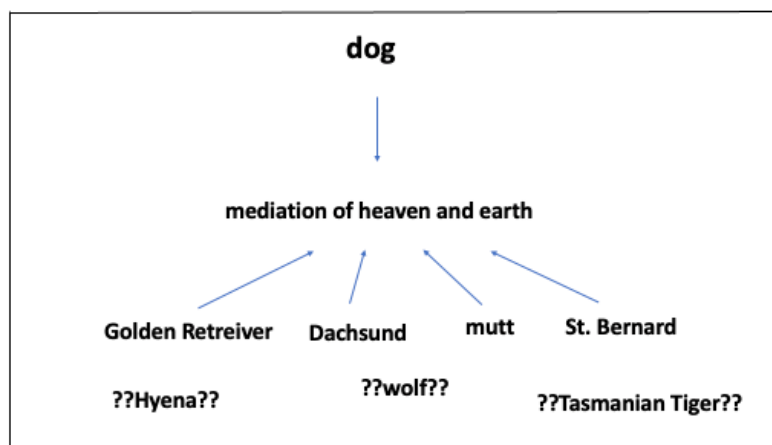 dog
mediation of heaven and earth
Golden Retreiver
Dachsund
mutt
St. Bernard
??Hyena??
??wolf??
??Tasmanian Tiger??